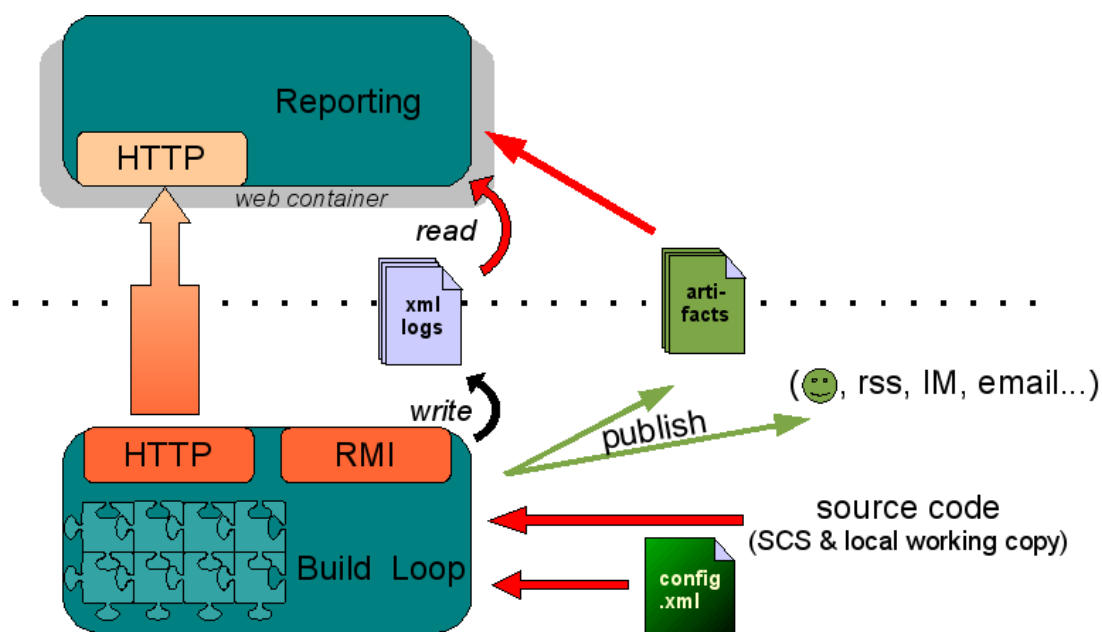 Reporting
HTTP
web container
read
xml
logs
arti-
facts
(, rss, IM, email...)
write
publish
HTTP
RMI
source code
(SCS & local working copy)
Build Loop
config
.xml